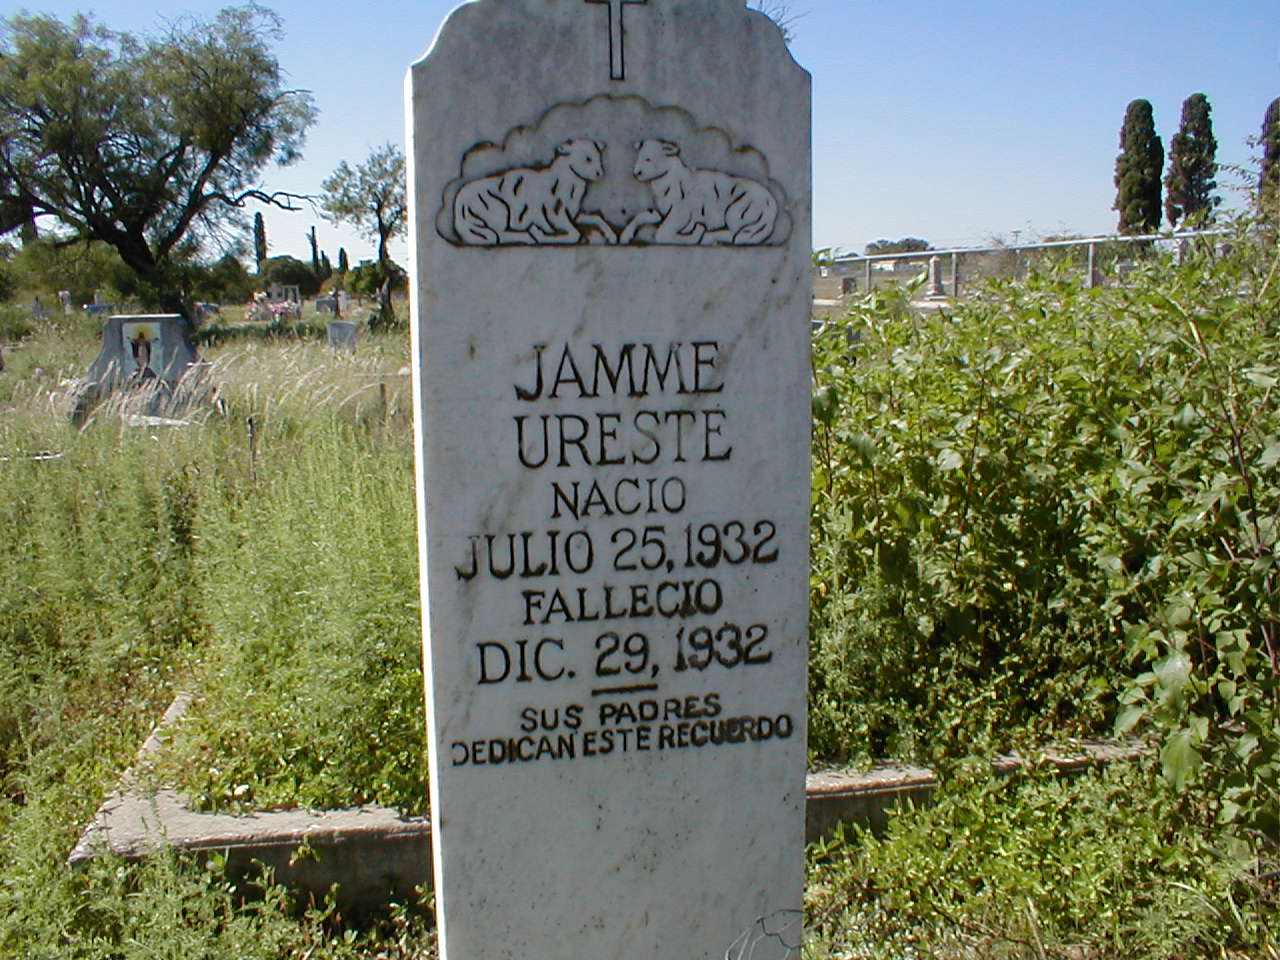 JAMME
URESTE
NACIO
JULIO 25, 1932
FALLECIO
DIC. 29, 1932
SUS PADRES
DEDICAN ESTE RECUERDO